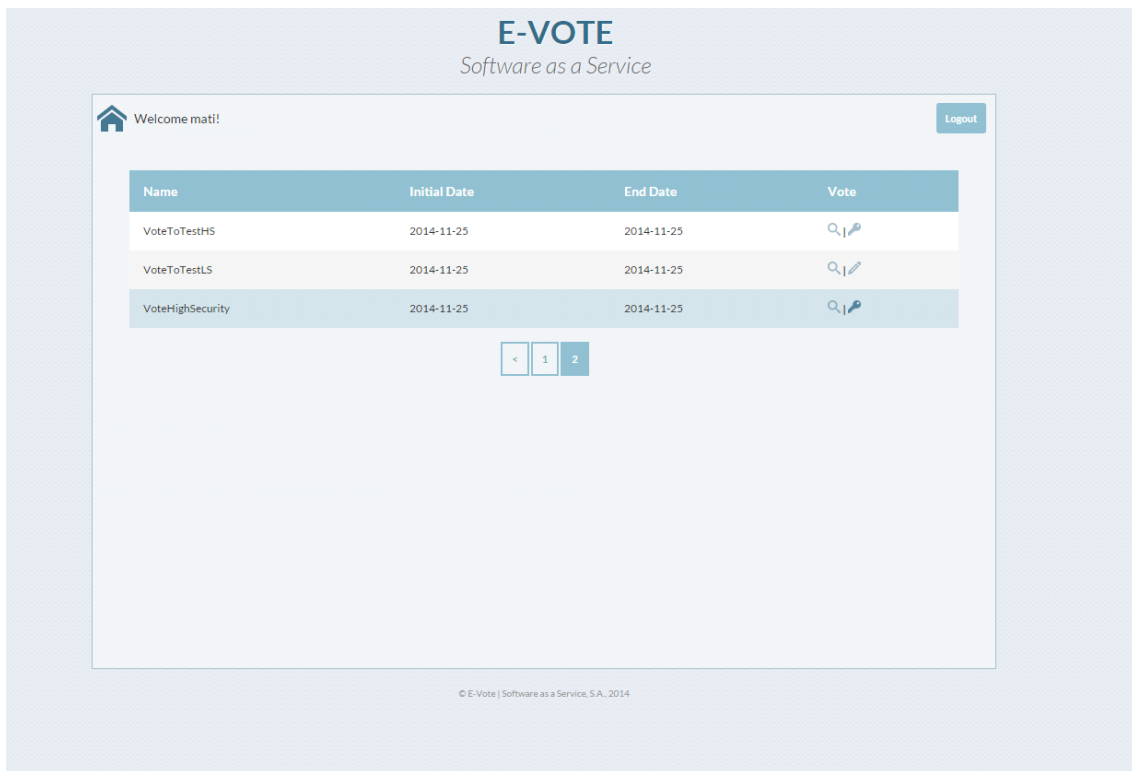 E-VOTE
Software as a Service
Welcome mati!
Logout
Name Initial Date End Date Vote
VoteToTestHS 2014-11-25 2014-11-25 |
VoteToTestLS 2014-11-25 2014-11-25 |
VoteHighSecurity 2014-11-25 2014-11-25 |
< 1 2
© E-Vote | Software as a Service, S.A., 2014